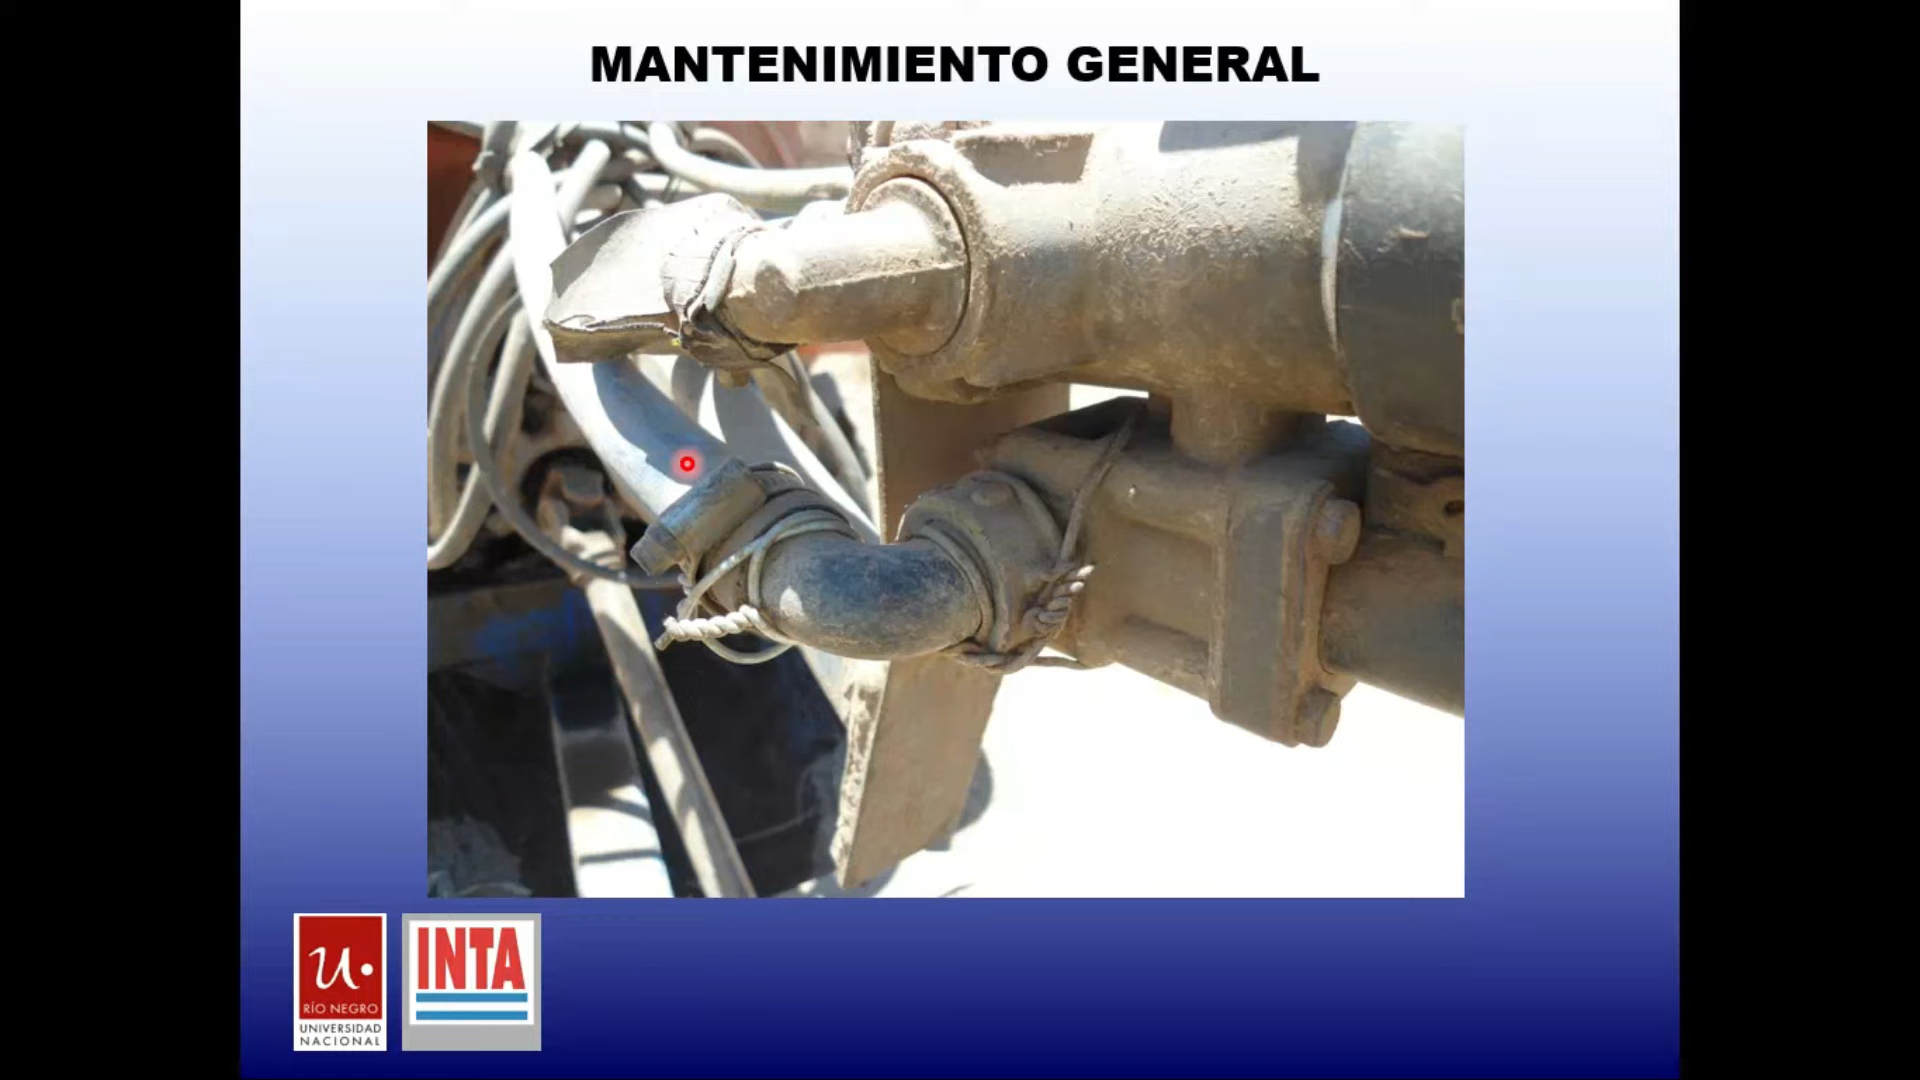 MANTENIMIENTO GENERAL
RÍO NEGRO
UNIVERSIDAD
NACIONAL
INTA